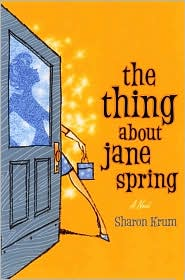 the
thing
about
jane
spring
A Novel
Sharon Krum